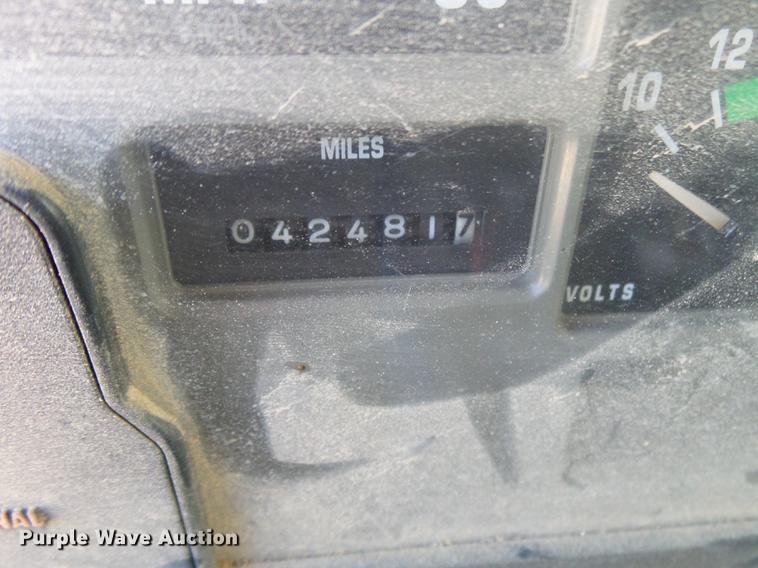 12
10
MILES
0424817
VOLTS
Purple Wave Auction